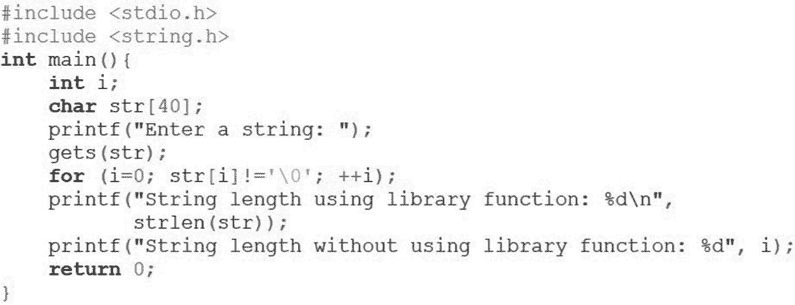 #include <stdio.h>
#include <string.h>
int main(){
    int i;
    char str[40];
    printf("Enter a string: ");
    gets(str);
    for (i=0; str[i]!='\0'; ++i);
    printf("String length using library function: %d\n",
           strlen(str));
    printf("String length without using library function: %d", i);
    return 0;
}